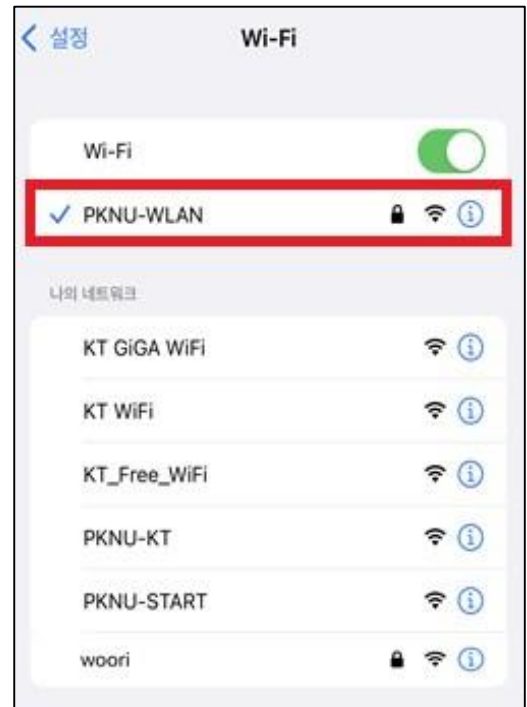 설정 Wi-Fi
Wi-Fi
PKNU-WLAN
나의 네트워크
KT GiGA WiFi
KT WiFi
KT_Free_WiFi
PKNU-KT
PKNU-START
woori